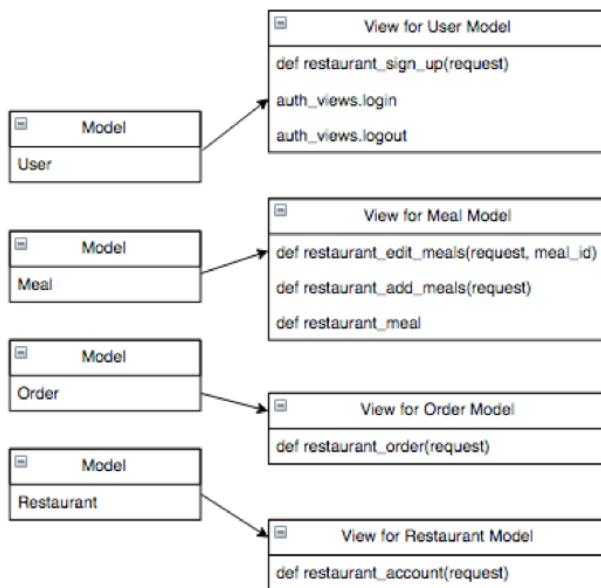 View for User Model
def restaurant_sign_up(request)
auth_views.login
auth_views.logout
Model
User
View for Meal Model
def restaurant_edit_meals(request, meal_id)
def restaurant_add_meals(request)
def restaurant_meal
Model
Meal
Model
Order
View for Order Model
def restaurant_order(request)
Model
Restaurant
View for Restaurant Model
def restaurant_account(request)